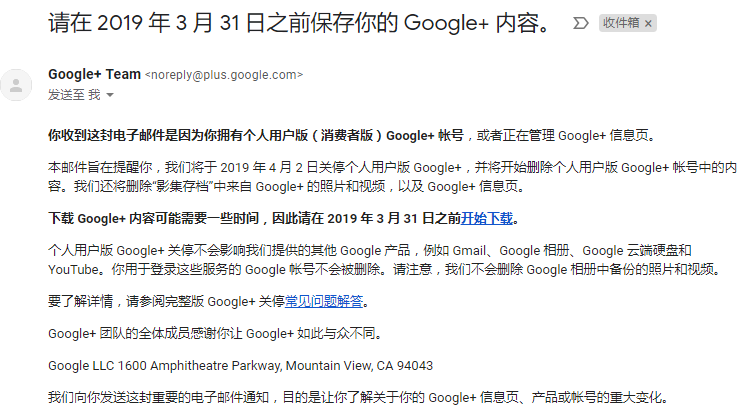 请在 2019 年 3 月 31 日之前保存你的 Google+ 内容。 收件箱 ×
Google+ Team <noreply@plus.google.com>
发送至 我
你收到这封电子邮件是因为你拥有个人用户版（消费者版）Google+ 帐号，或者正在管理 Google+ 信息页。
本邮件旨在提醒你，我们将于 2019 年 4 月 2 日关停个人用户版 Google+，并将开始删除个人用户版 Google+ 帐号中的内
容。我们还将删除“影集存档”中来自 Google+ 的照片和视频，以及 Google+ 信息页。
下载 Google+ 内容可能需要一些时间，因此请在 2019 年 3 月 31 日之前开始下载。
个人用户版 Google+ 关停不会影响我们提供的其他 Google 产品，例如 Gmail、Google 相册、Google 云端硬盘和
YouTube。你用于登录这些服务的 Google 帐号不会被删除。请注意，我们不会删除 Google 相册中备份的照片和视频。
要了解详情，请参阅完整版 Google+ 关停常见问题解答。
Google+ 团队的全体成员感谢你让 Google+ 如此与众不同。
Google LLC 1600 Amphitheatre Parkway, Mountain View, CA 94043
我们向你发送这封重要的电子邮件通知，目的是让你了解关于你的 Google+ 信息页、产品或帐号的重大变化。